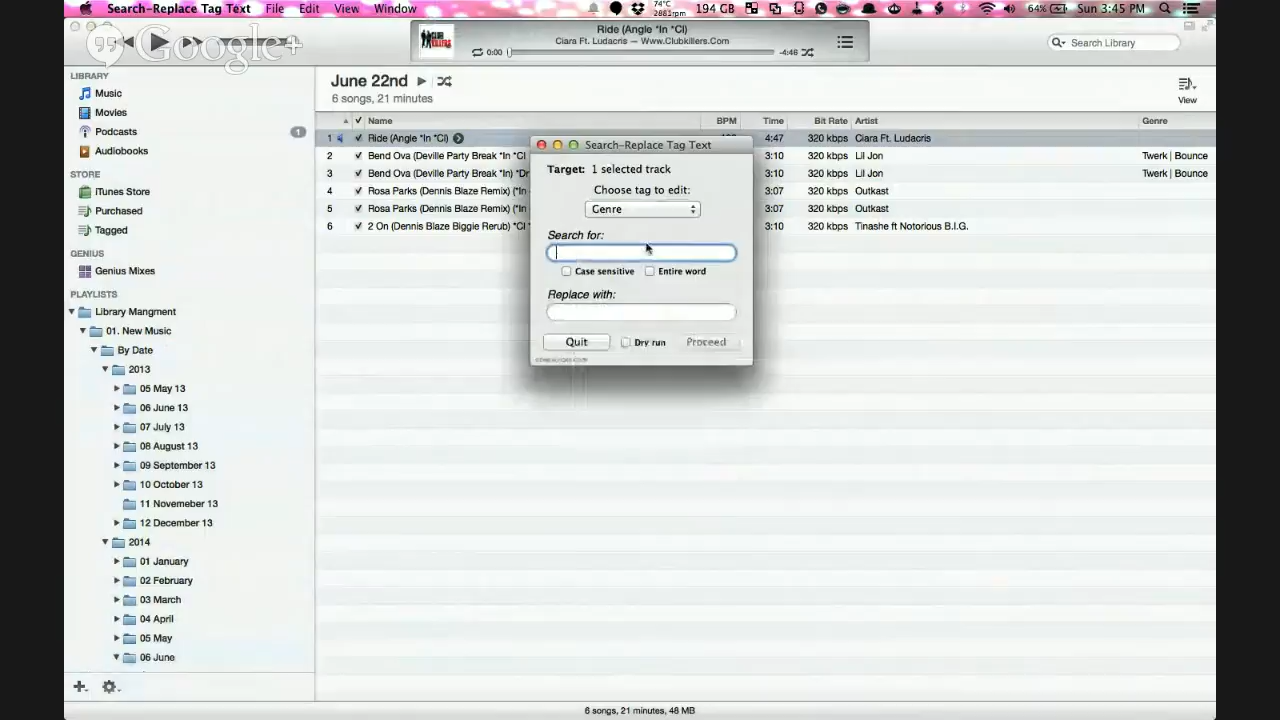 Search-Replace Tag Text File Edit View Window 74°C 2881rpm 194 GB 64% Sun 3:45 PM
Google+
Ride (Angle *In *Cl)
Ciara Ft. Ludacris — Www.Clubkillers.Com
0:00 -4:46
Search Library
LIBRARY
Music
Movies
Podcasts 1
Audiobooks
STORE
iTunes Store
Purchased
Tagged
GENIUS
Genius Mixes
PLAYLISTS
Library Mangment
01. New Music
By Date
2013
05 May 13
06 June 13
07 July 13
08 August 13
09 September 13
10 October 13
11 Novemeber 13
12 December 13
2014
01 January
02 February
03 March
04 April
05 May
06 June
June 22nd
6 songs, 21 minutes
View
Name BPM Time Bit Rate Artist Genre
1 Ride (Angle *In *Cl) 4:47 320 kbps Ciara Ft. Ludacris
2 Bend Ova (Deville Party Break *In *Cl 3:10 320 kbps Lil Jon Twerk | Bounce
3 Bend Ova (Deville Party Break *In) *Dr 3:10 320 kbps Lil Jon Twerk | Bounce
4 Rosa Parks (Dennis Blaze Remix) (*In 3:07 320 kbps Outkast
5 Rosa Parks (Dennis Blaze Remix) (*In 3:07 320 kbps Outkast
6 2 On (Dennis Blaze Biggie Rerub) *Cl 3:10 320 kbps Tinashe ft Notorious B.I.G.
Search-Replace Tag Text
Target: 1 selected track
Choose tag to edit:
Genre
Search for:
Case sensitive Entire word
Replace with:
Quit Dry run Proceed
6 songs, 21 minutes, 48 MB